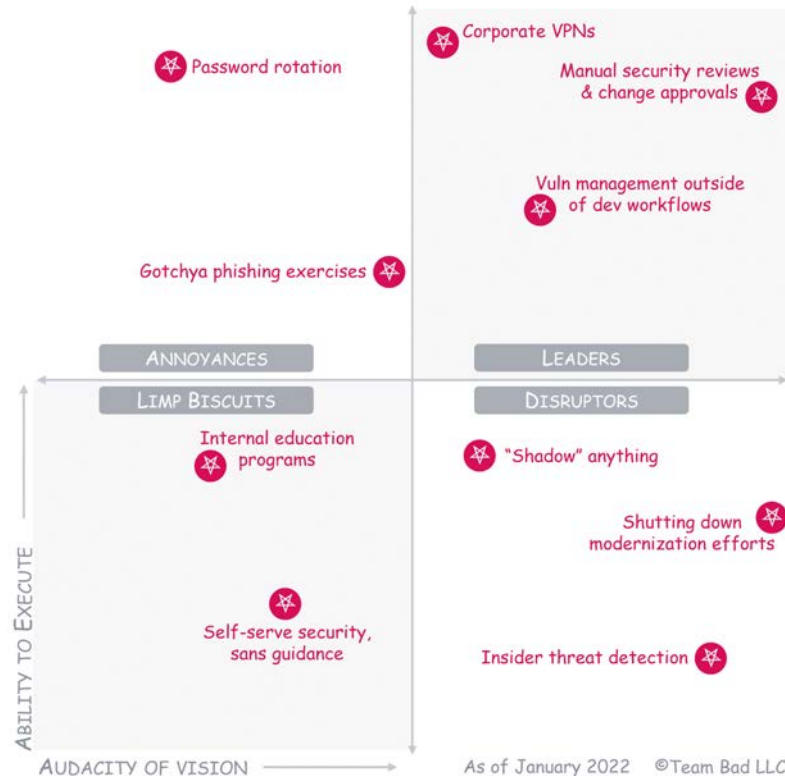 Corporate VPNs
Password rotation
Manual security reviews
& change approvals
Vuln management outside
of dev workflows
Gotchya phishing exercises
ANNOYANCES
LEADERS
LIMP BISCUITS
DISRUPTORS
Internal education
programs
"Shadow" anything
Shutting down
modernization efforts
Self-serve security,
sans guidance
Insider threat detection
ABILITY TO EXECUTE
AUDACITY OF VISION
As of January 2022 ©Team Bad LLC